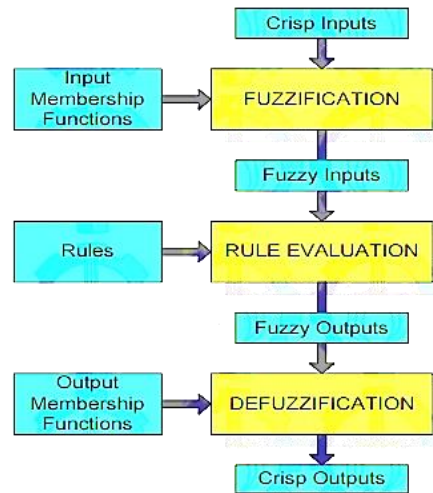 Crisp Inputs
Input
Membership
Functions
FUZZIFICATION
Fuzzy Inputs
Rules
RULE EVALUATION
Fuzzy Outputs
Output
Membership
Functions
DEFUZZIFICATION
Crisp Outputs